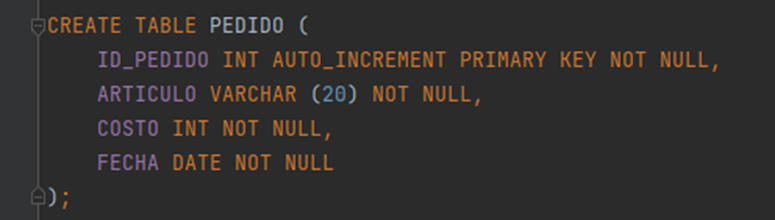 CREATE TABLE PEDIDO (
    ID_PEDIDO INT AUTO_INCREMENT PRIMARY KEY NOT NULL,
    ARTICULO VARCHAR (20) NOT NULL,
    COSTO INT NOT NULL,
    FECHA DATE NOT NULL
);